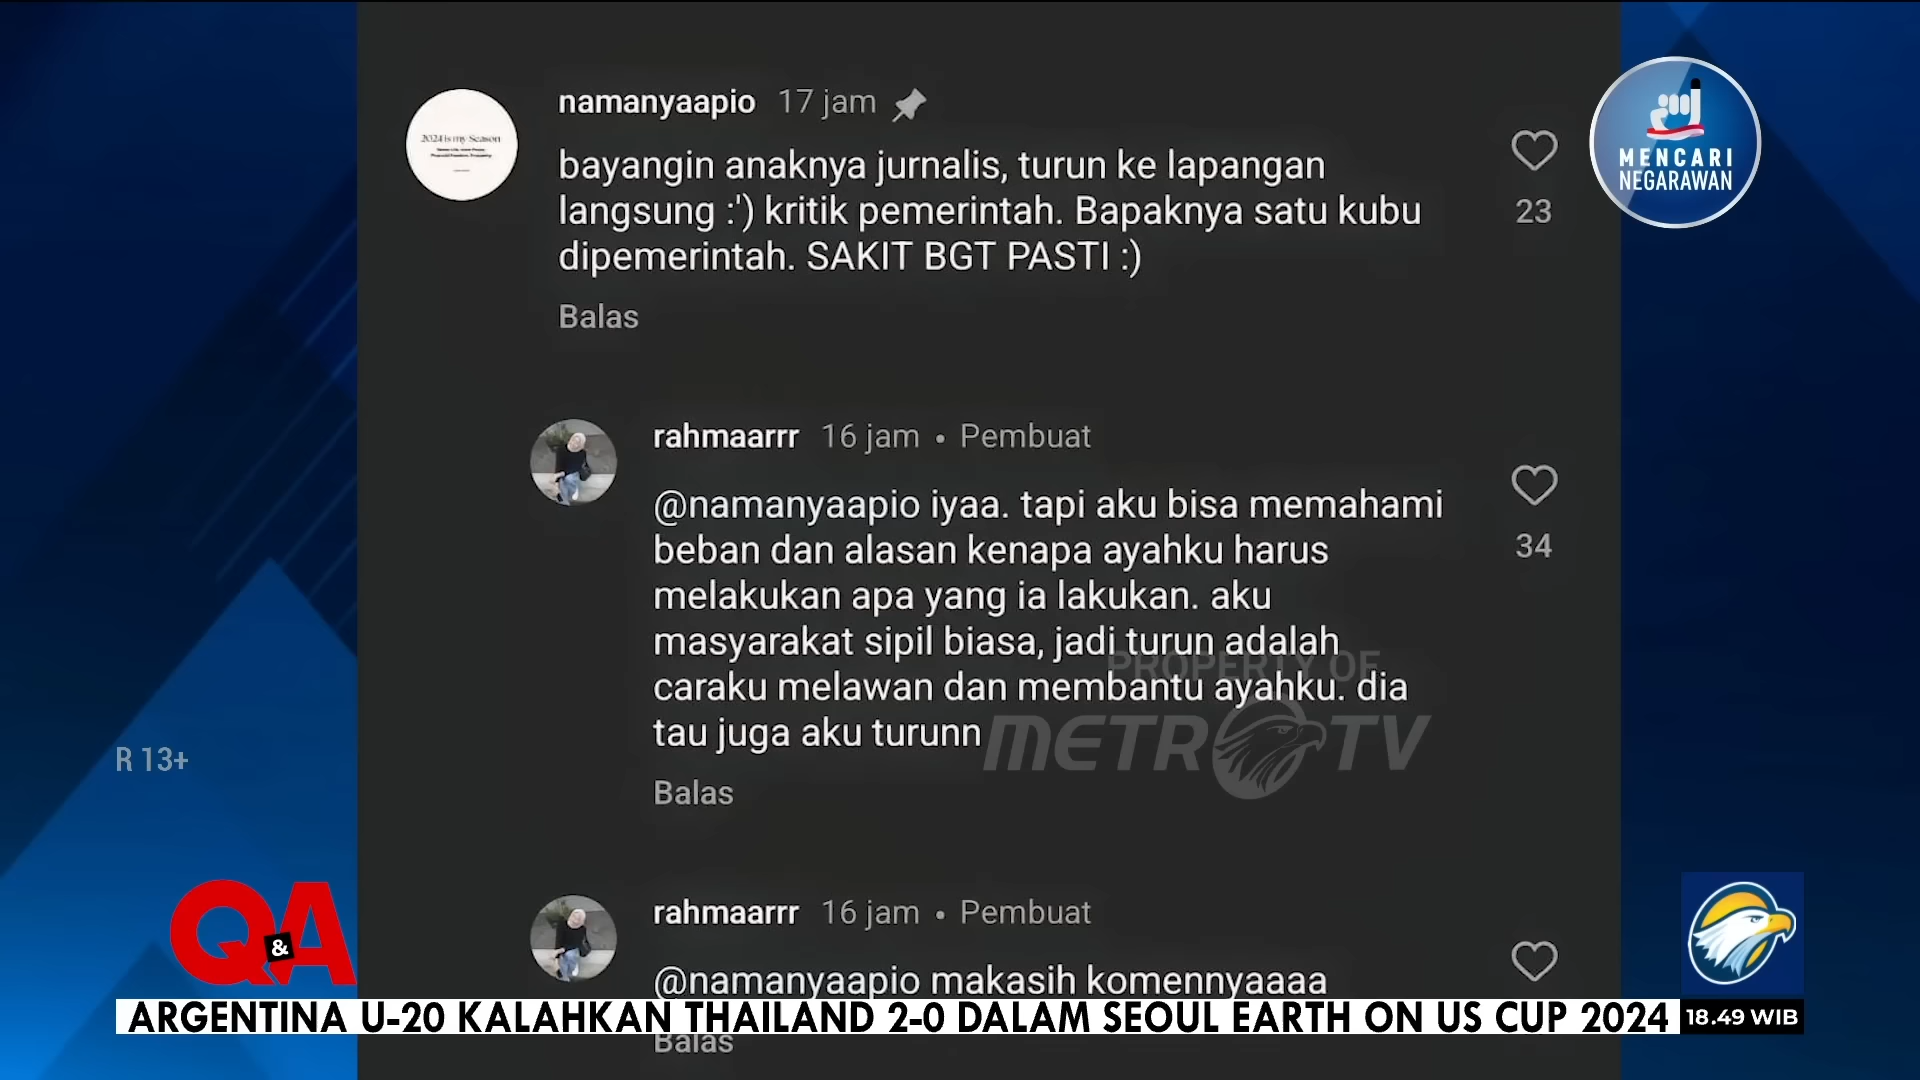 namanyaapio 17 jam
bayangin anaknya jurnalis, turun ke lapangan
langsung :') kritik pemerintah. Bapaknya satu kubu
dipemerintah. SAKIT BGT PASTI :)
23
Balas
2024 is my Season
MENCARI
NEGARAWAN
rahmaarrr 16 jam • Pembuat
@namanyaapio iyaa. tapi aku bisa memahami
beban dan alasan kenapa ayahku harus
melakukan apa yang ia lakukan. aku
masyarakat sipil biasa, jadi turun adalah
caraku melawan dan membantu ayahku. dia
tau juga aku turunn
34
Balas
PROPERTY OF
METRO TV
R 13+
rahmaarrr 16 jam • Pembuat
@namanyaapio makasih komennyaaaa
Balas
Q&A
ARGENTINA U-20 KALAHKAN THAILAND 2-0 DALAM SEOUL EARTH ON US CUP 2024
18.49 WIB